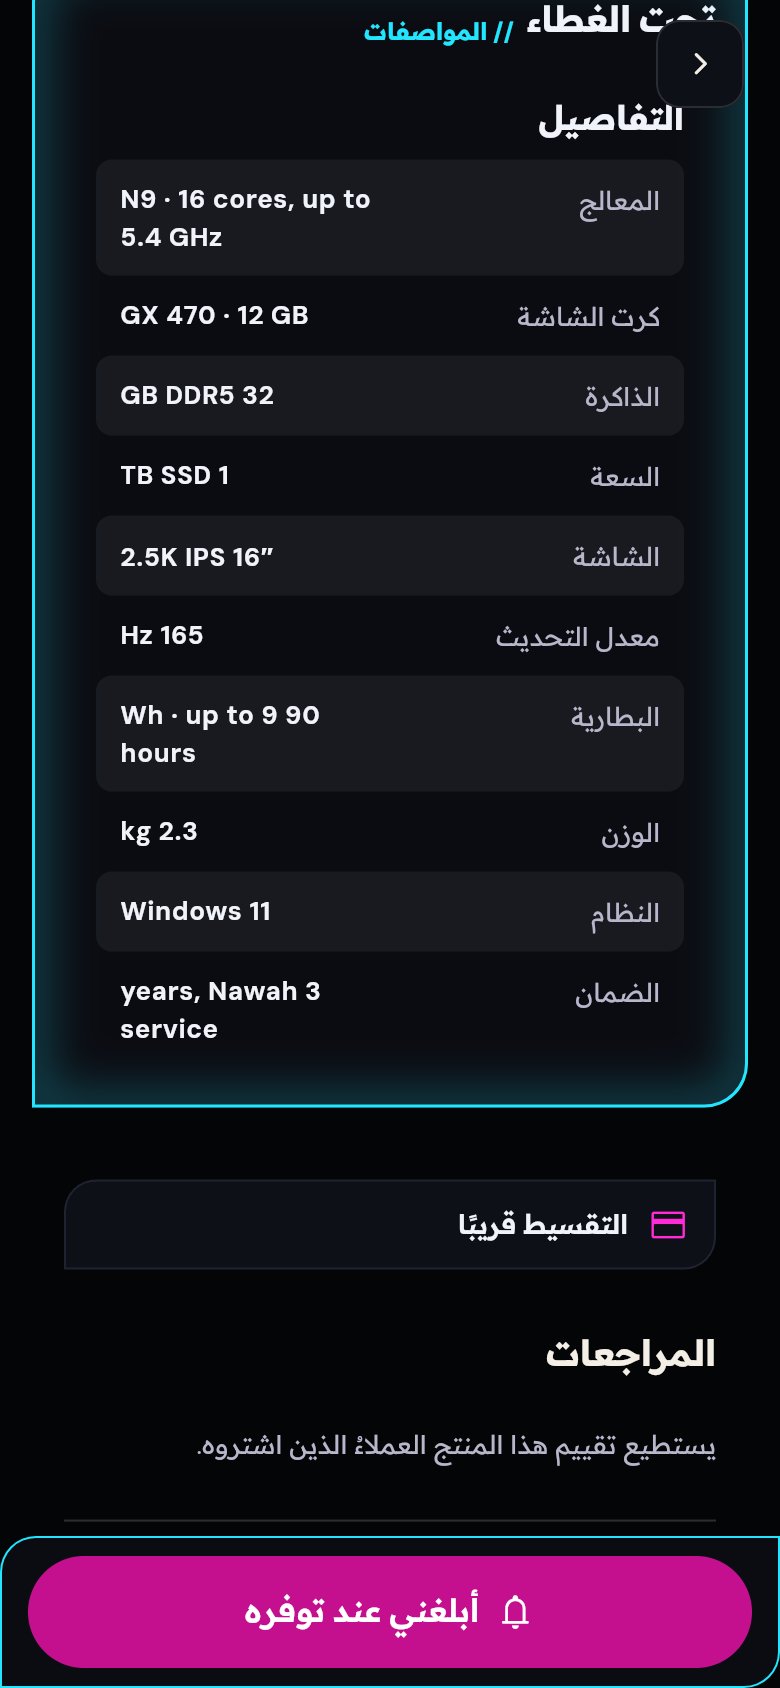 تحت الغطاء // المواصفات
التفاصيل
المعالج N9 · 16 cores, up to
5.4 GHz
كرت الشاشة GX 470 · 12 GB
الذاكرة GB DDR5 32
السعة TB SSD 1
الشاشة 2.5K IPS 16″
معدل التحديث Hz 165
البطارية Wh · up to 9 90
hours
الوزن kg 2.3
النظام Windows 11
الضمان years, Nawah 3
service
التقسيط قريبًا
المراجعات
يستطيع تقييم هذا المنتج العملاءُ الذين اشتروه.
أبلغني عند توفره